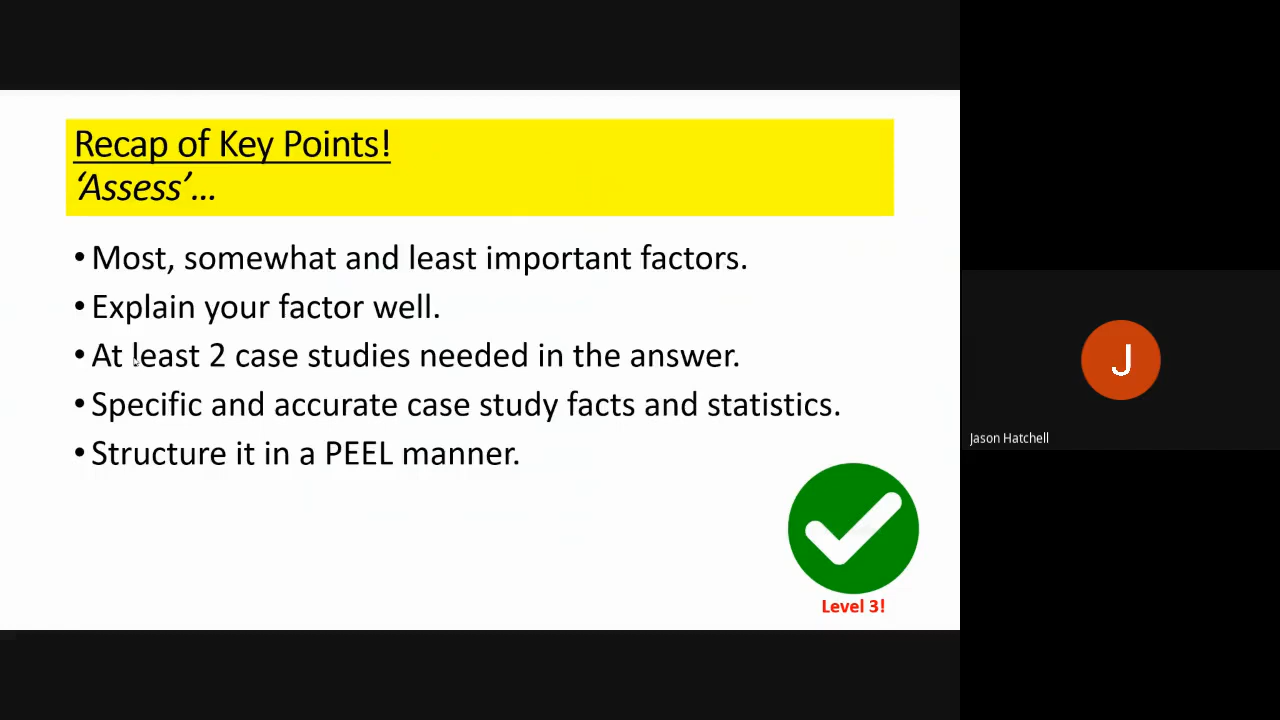 Recap of Key Points!
‘Assess’...
• Most, somewhat and least important factors.
• Explain your factor well.
• At least 2 case studies needed in the answer.
• Specific and accurate case study facts and statistics.
• Structure it in a PEEL manner.
Level 3!
J
Jason Hatchell